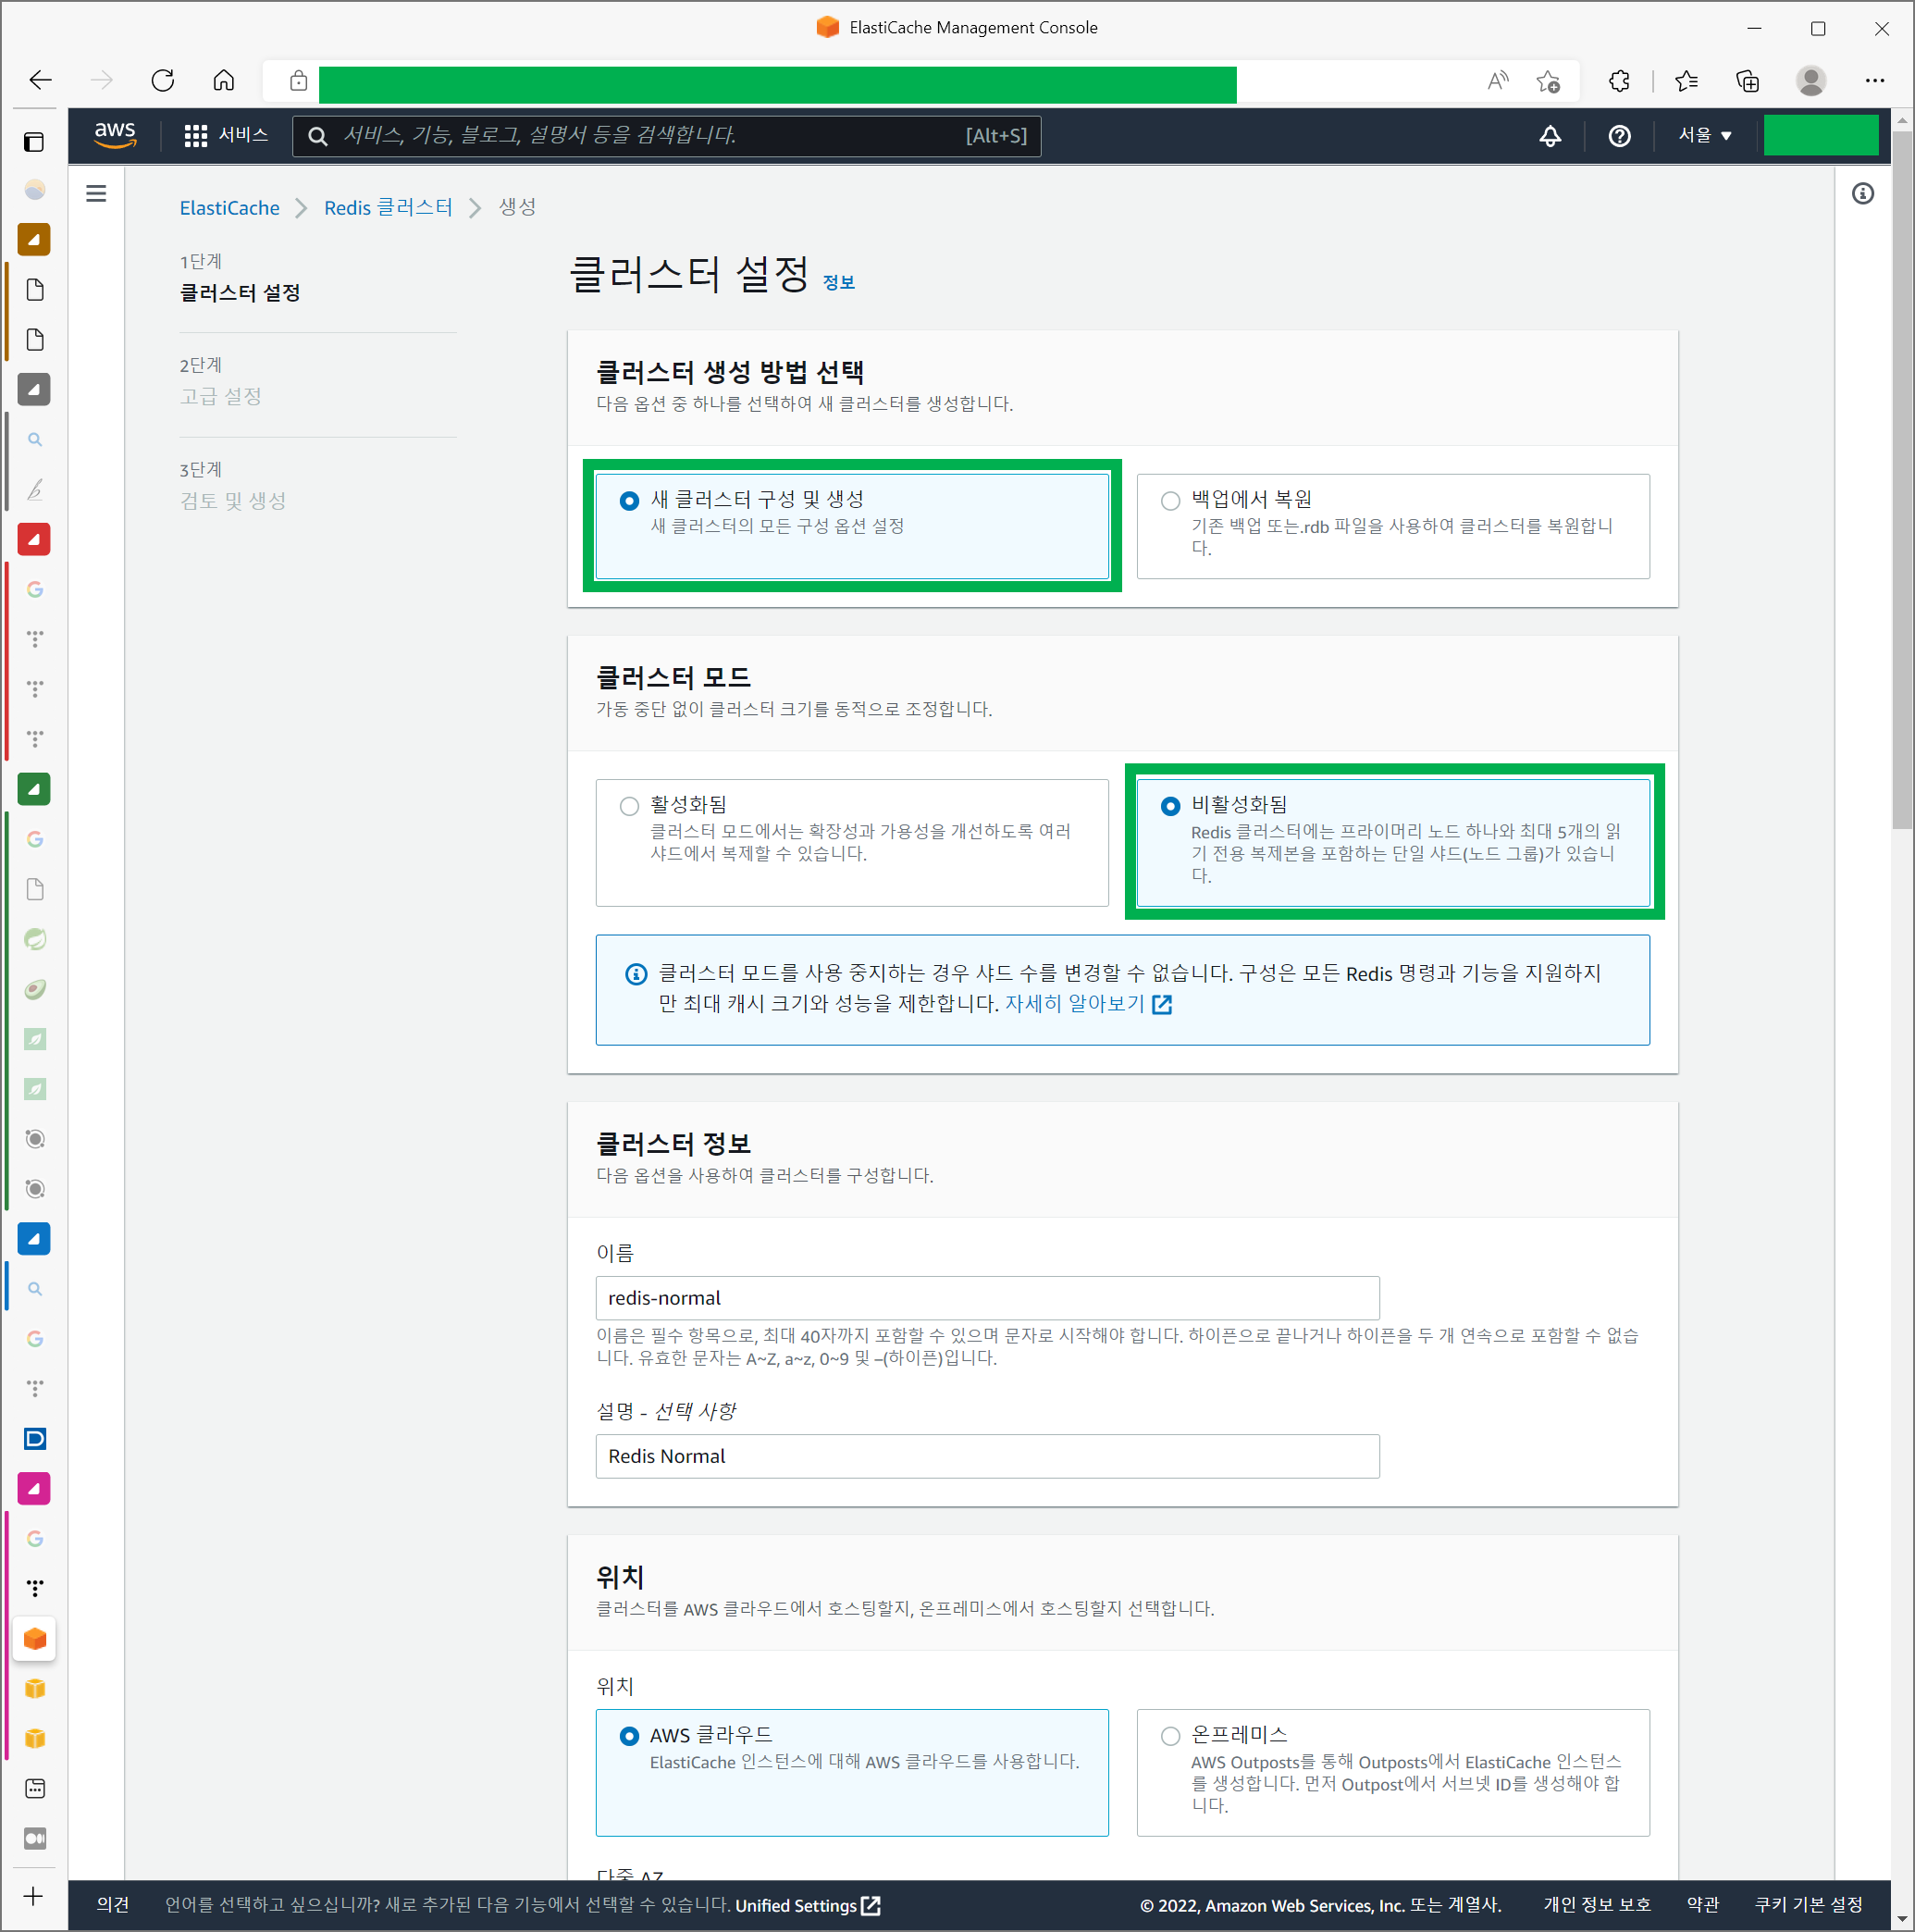 ElastiCache Management Console
aws
서비스
서비스, 기능, 블로그, 설명서 등을 검색합니다.
[Alt+S]
서울
ElastiCache
Redis 클러스터
생성
1단계
클러스터 설정
2단계
고급 설정
3단계
검토 및 생성
클러스터 설정 정보
클러스터 생성 방법 선택
다음 옵션 중 하나를 선택하여 새 클러스터를 생성합니다.
새 클러스터 구성 및 생성
새 클러스터의 모든 구성 옵션 설정
백업에서 복원
기존 백업 또는.rdb 파일을 사용하여 클러스터를 복원합니
다.
클러스터 모드
가동 중단 없이 클러스터 크기를 동적으로 조정합니다.
활성화됨
클러스터 모드에서는 확장성과 가용성을 개선하도록 여러
샤드에서 복제할 수 있습니다.
비활성화됨
Redis 클러스터에는 프라이머리 노드 하나와 최대 5개의 읽
기 전용 복제본을 포함하는 단일 샤드(노드 그룹)가 있습니
다.
클러스터 모드를 사용 중지하는 경우 샤드 수를 변경할 수 없습니다. 구성은 모든 Redis 명령과 기능을 지원하지
만 최대 캐시 크기와 성능을 제한합니다. 자세히 알아보기
클러스터 정보
다음 옵션을 사용하여 클러스터를 구성합니다.
이름
redis-normal
이름은 필수 항목으로, 최대 40자까지 포함할 수 있으며 문자로 시작해야 합니다. 하이픈으로 끝나거나 하이픈을 두 개 연속으로 포함할 수 없습
니다. 유효한 문자는 A~Z, a~z, 0~9 및 –(하이픈)입니다.
설명 - 선택 사항
Redis Normal
위치
클러스터를 AWS 클라우드에서 호스팅할지, 온프레미스에서 호스팅할지 선택합니다.
위치
AWS 클라우드
ElastiCache 인스턴스에 대해 AWS 클라우드를 사용합니다.
온프레미스
AWS Outposts를 통해 Outposts에서 ElastiCache 인스턴스
를 생성합니다. 먼저 Outpost에서 서브넷 ID를 생성해야 합
니다.
다중 AZ
의견
언어를 선택하고 싶으십니까? 새로 추가된 다음 기능에서 선택할 수 있습니다. Unified Settings
© 2022, Amazon Web Services, Inc. 또는 계열사.
개인 정보 보호
약관
쿠키 기본 설정